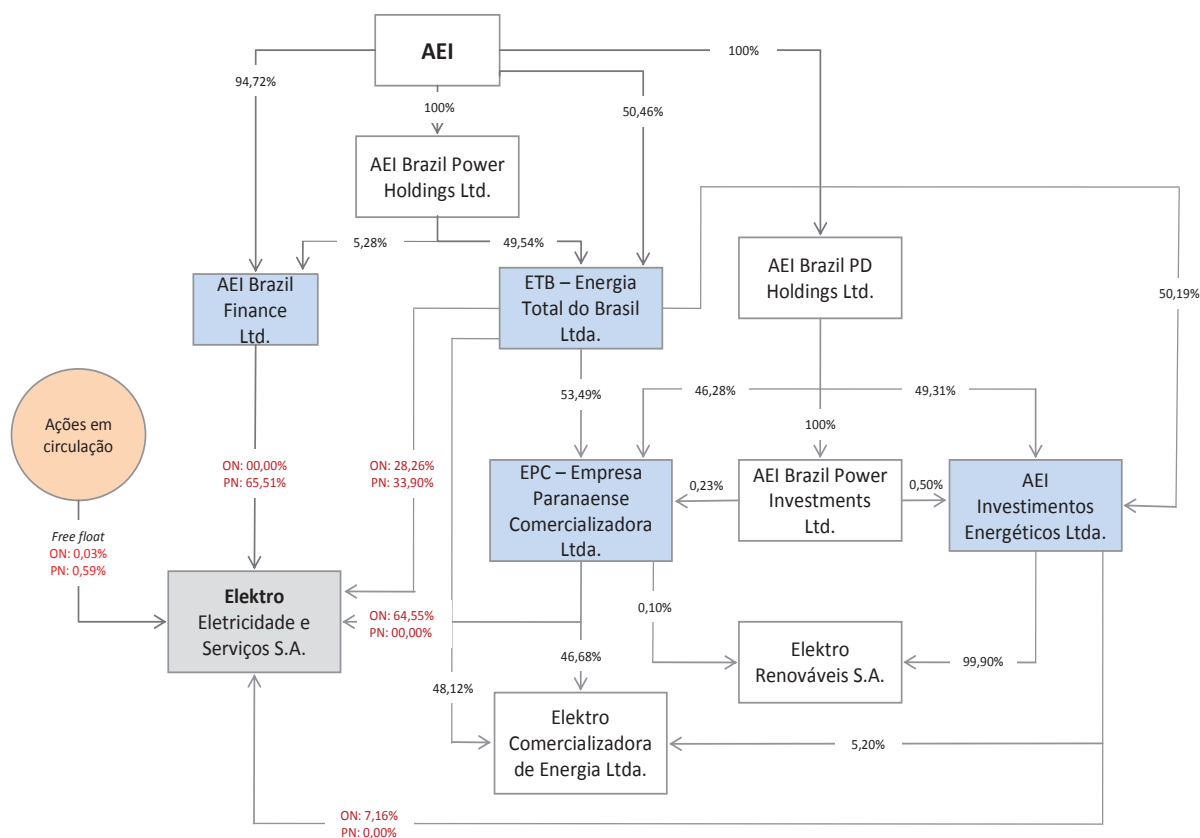 AEI
100%
94,72%
100%
50,46%
AEI Brazil Power
Holdings Ltd.
5,28%
49,54%
AEI Brazil PD
Holdings Ltd.
AEI Brazil
Finance
Ltd.
ETB – Energia
Total do Brasil
Ltda.
50,19%
53,49%
46,28%
49,31%
100%
Ações em
circulação
ON: 00,00%
PN: 65,51%
ON: 28,26%
PN: 33,90%
EPC – Empresa
Paranaense
Comercializadora
Ltda.
0,23%
AEI Brazil Power
Investments
Ltd.
0,50%
AEI
Investimentos
Energéticos Ltda.
Free float
ON: 0,03%
PN: 0,59%
Elektro
Eletricidade e
Serviços S.A.
ON: 64,55%
PN: 00,00%
0,10%
46,68%
Elektro
Renováveis S.A.
99,90%
48,12%
Elektro
Comercializadora
de Energia Ltda.
5,20%
ON: 7,16%
PN: 0,00%